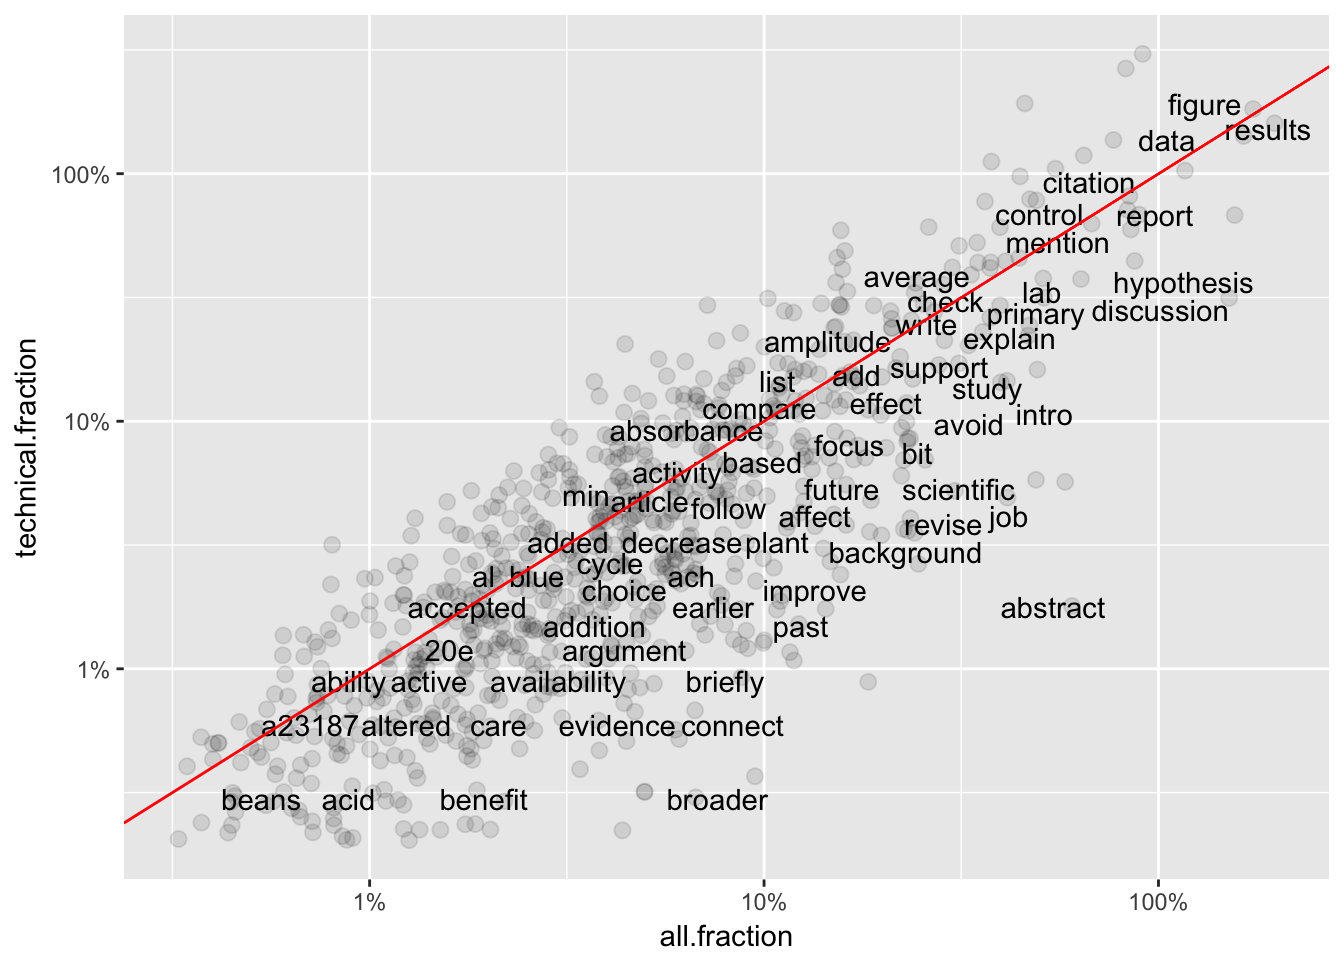 figure
results
data
100%
citation
control report
mention
average hypothesis
check lab
primary discussion
write
amplitude explain
list add support
study
compare effect intro
10% absorbance avoid
focus bit
activity based
min article future scientific
follow affect revise job
added decrease plant
background
cycle
al blue ach
choice improve
accepted earlier abstract
addition past
20e argument
1%
ability active availability briefly
a23187 altered care evidence connect
beans acid benefit broader
technical.fraction
1% 10% 100%
all.fraction